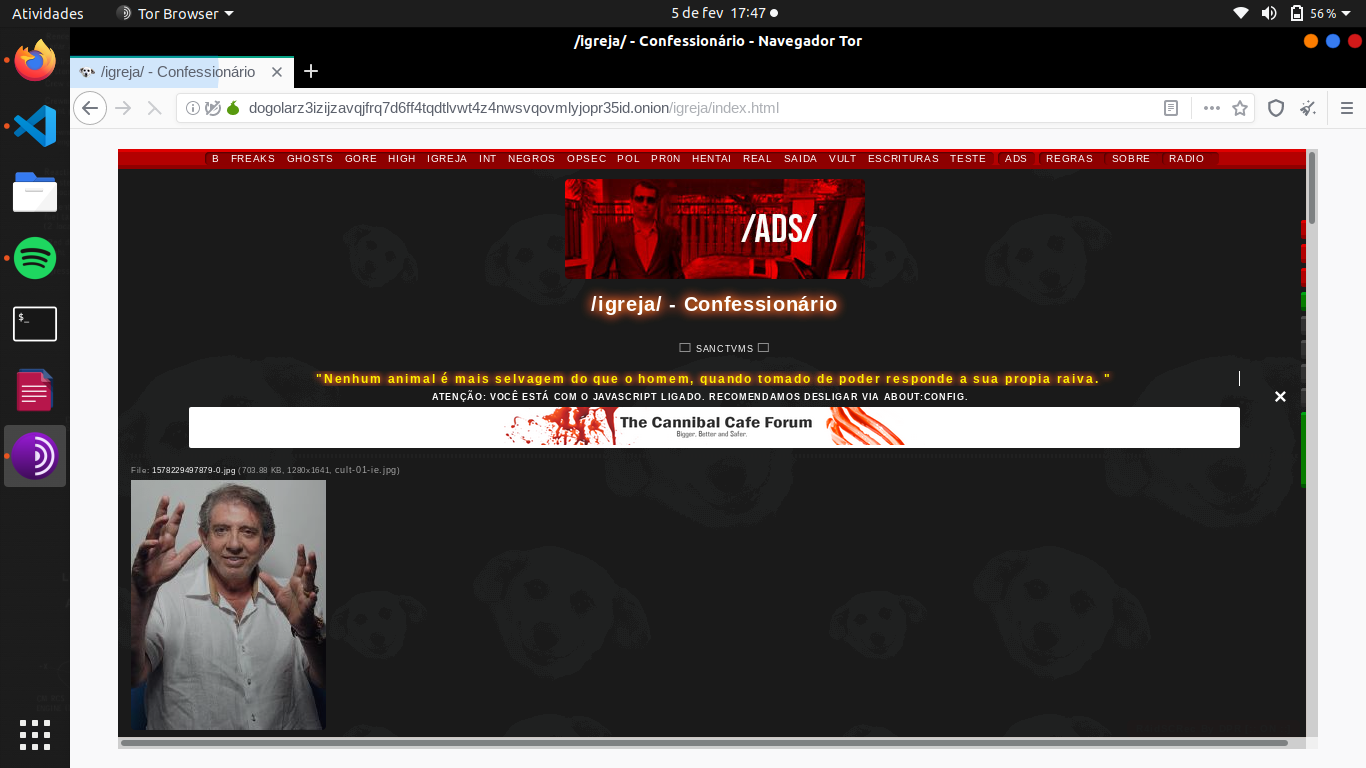 Atividades Tor Browser 5 de fev 17:47 56 %
/igreja/ - Confessionário - Navegador Tor
/igreja/ - Confessionário
dogolarz3izijzavqjfrq7d6ff4tqdtlvwt4z4nwsvqovmlyjopr35id.onion/igreja/index.html
B FREAKS GHOSTS GORE HIGH IGREJA INT NEGROS OPSEC POL PR0N HENTAI REAL SAIDA VULT ESCRITURAS TESTE ADS REGRAS SOBRE RADIO
/ADS/
/igreja/ - Confessionário
SANCTVMS
"Nenhum animal é mais selvagem do que o homem, quando tomado de poder responde a sua propia raiva. "
ATENÇÃO: VOCÊ ESTÁ COM O JAVASCRIPT LIGADO. RECOMENDAMOS DESLIGAR VIA ABOUT:CONFIG.
The Cannibal Cafe Forum
Bigger. Better and Safer.
File: 1578229497879-0.jpg (703.88 KB, 1280x1641, cult-01-ie.jpg)
$_